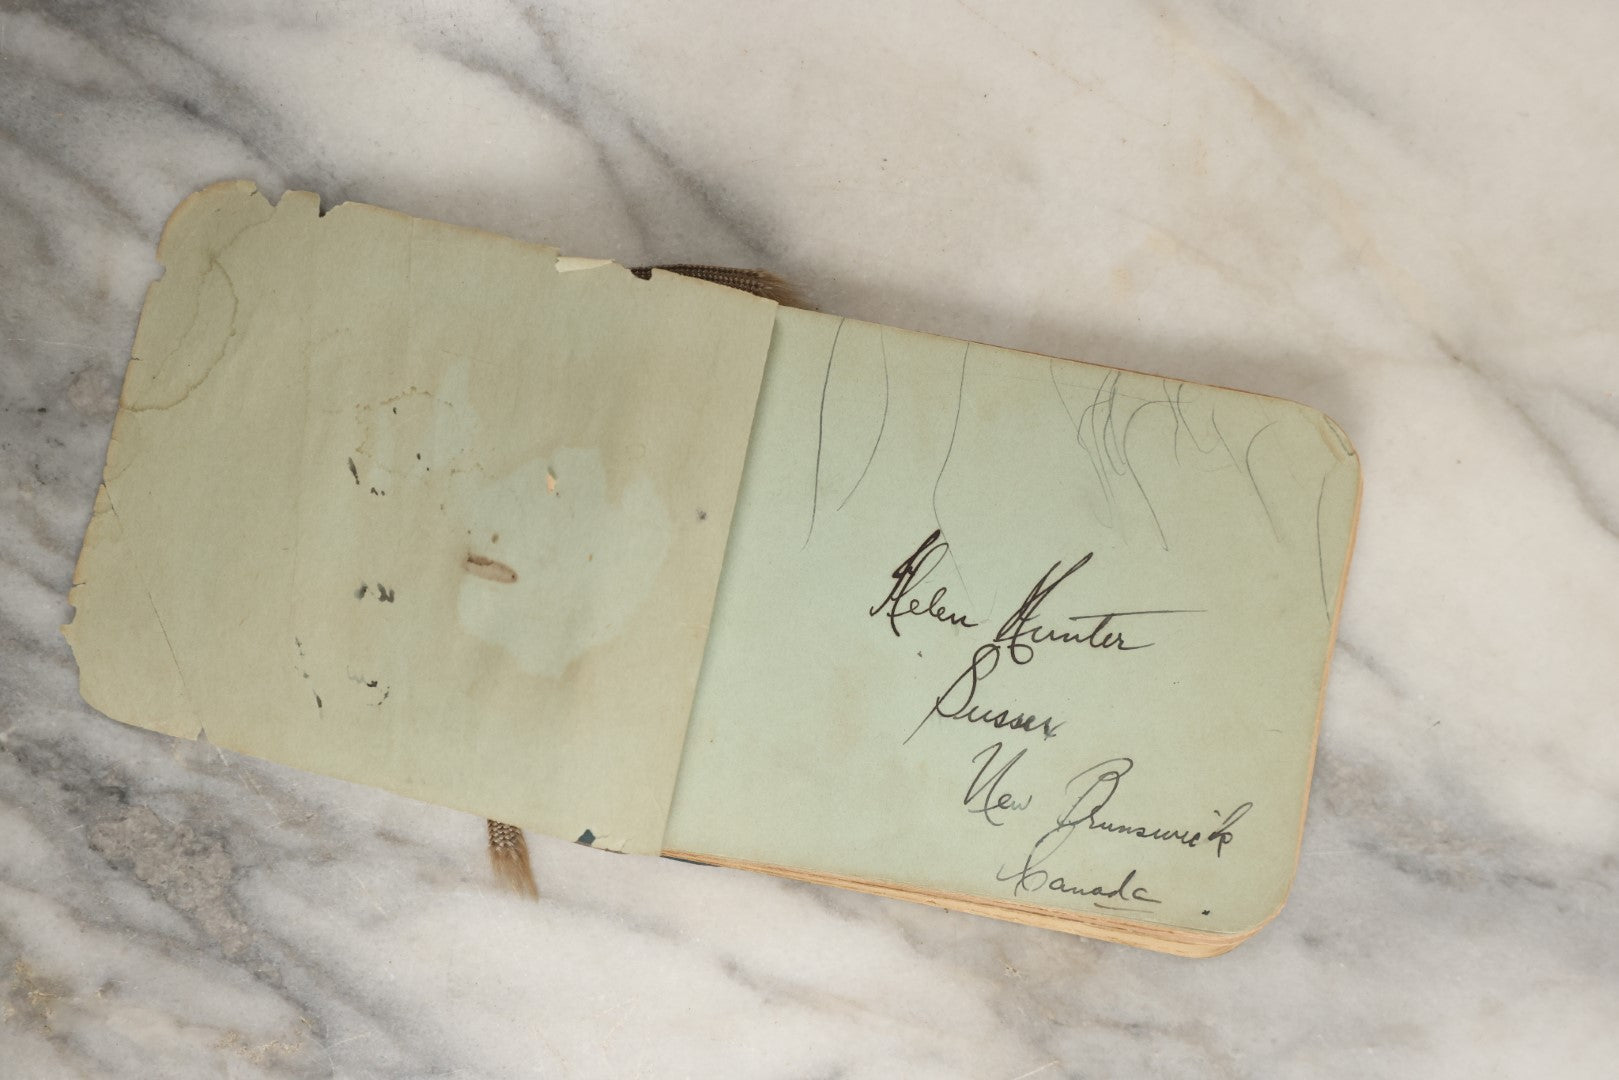 Helen Hunter
Sussex
New Brunswick
Canada